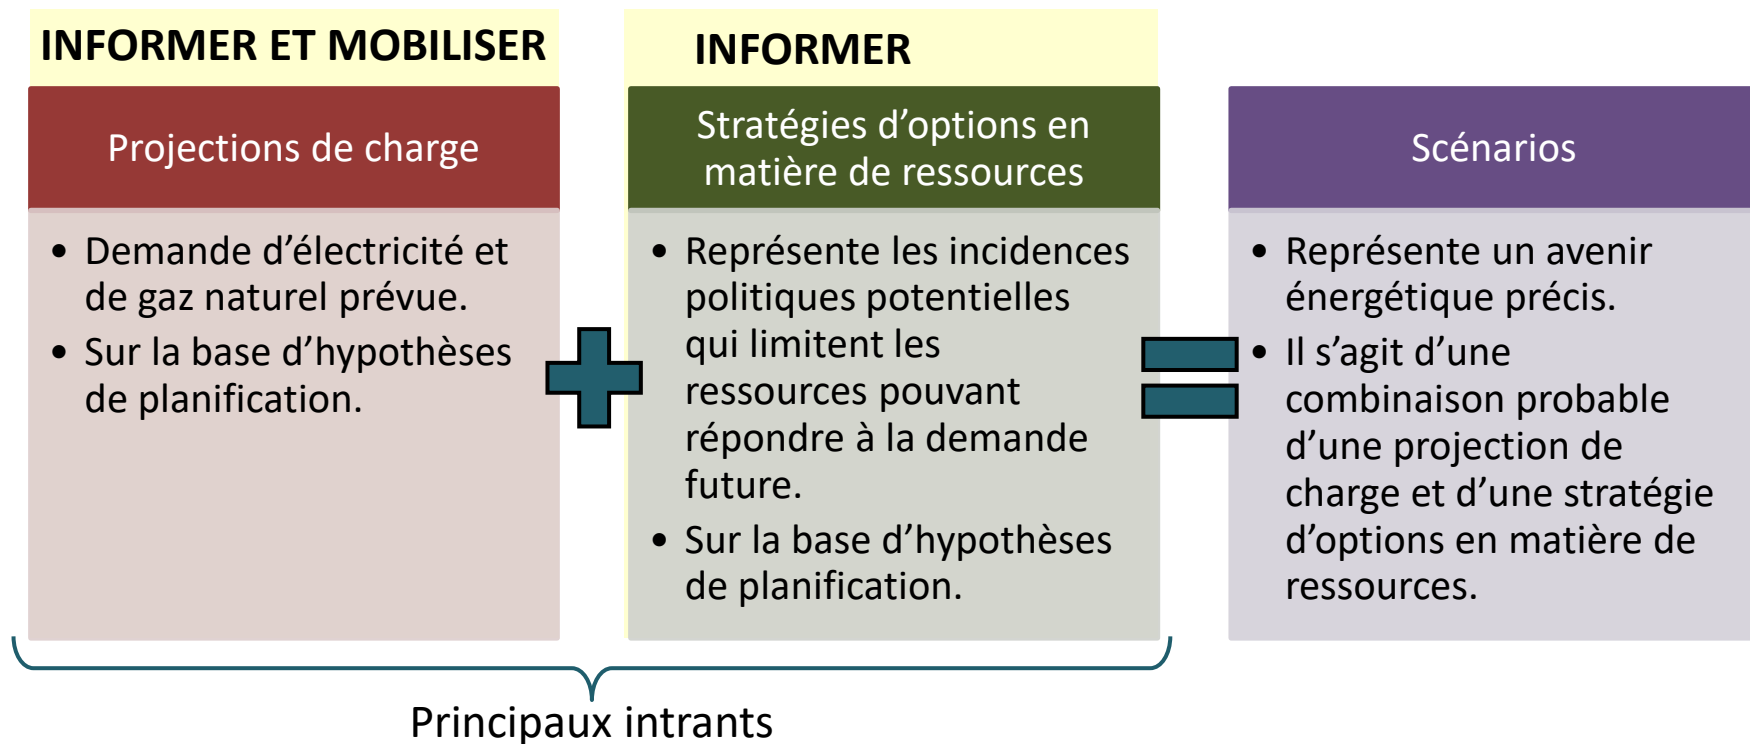 INFORMER ET MOBILISER
Projections de charge
• Demande d’électricité et
de gaz naturel prévue.
• Sur la base d’hypothèses
de planification.
INFORMER
Stratégies d’options en
matière de ressources
• Représente les incidences
politiques potentielles
qui limitent les
ressources pouvant
répondre à la demande
future.
• Sur la base d’hypothèses
de planification.
Scénarios
• Représente un avenir
énergétique précis.
• Il s’agit d’une
combinaison probable
d’une projection de
charge et d’une stratégie
d’options en matière de
ressources.
Principaux intrants